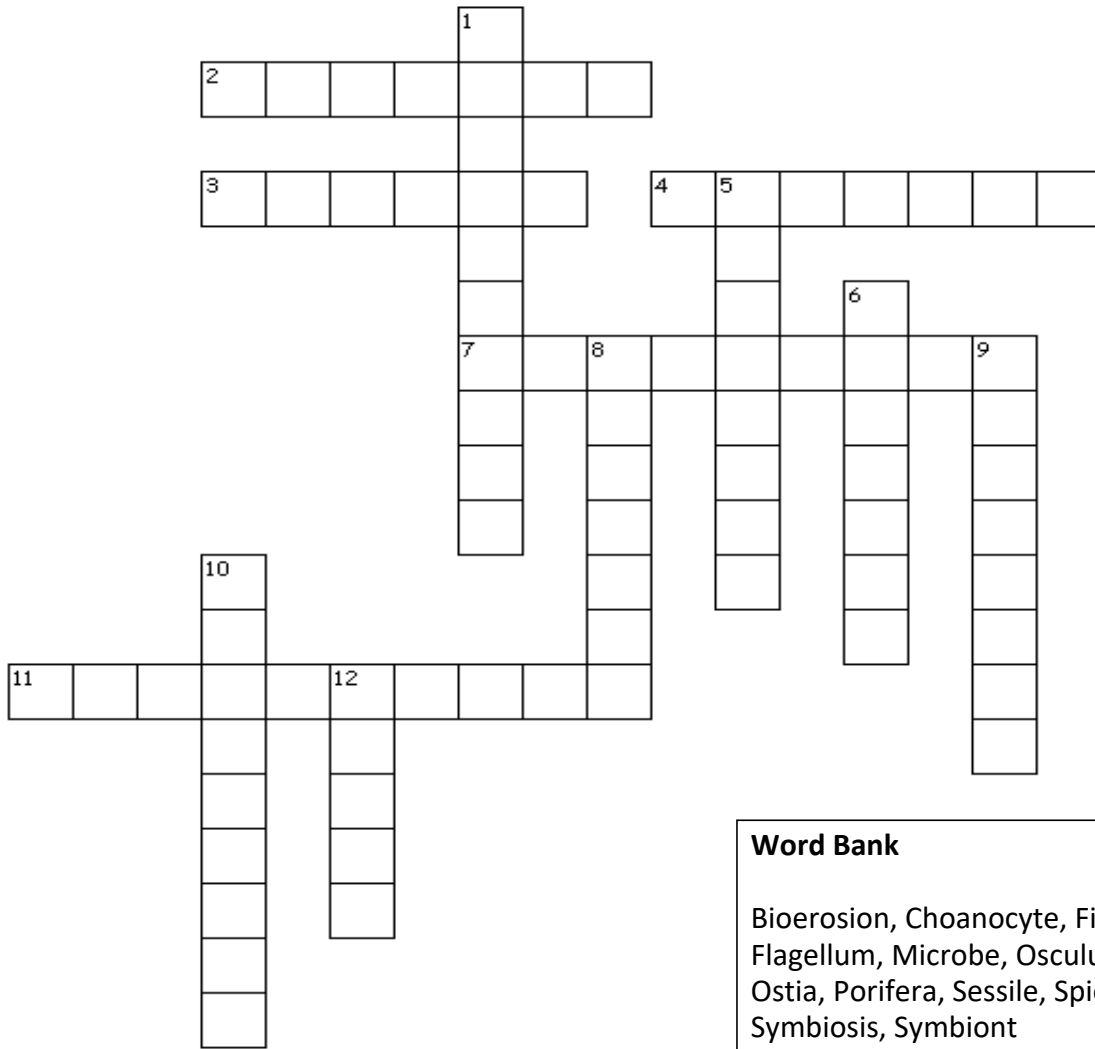 1
2
3
4 5
6
7 8 9
10
11 12
Word Bank
Bioerosion, Choanocyte,
Flagellum, Microbe,
Ostia, Porifera, Sessile,
Symbiosis, Symbiont